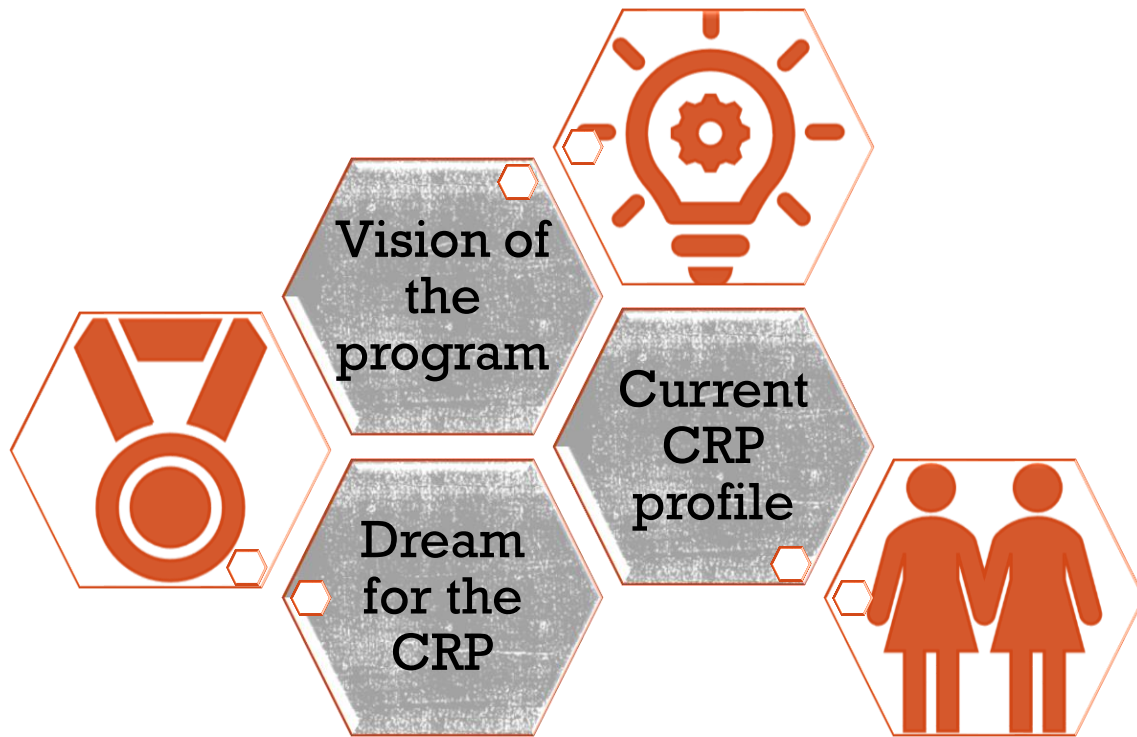 Vision of
the
program
Current
CRP
profile
Dream
for the
CRP